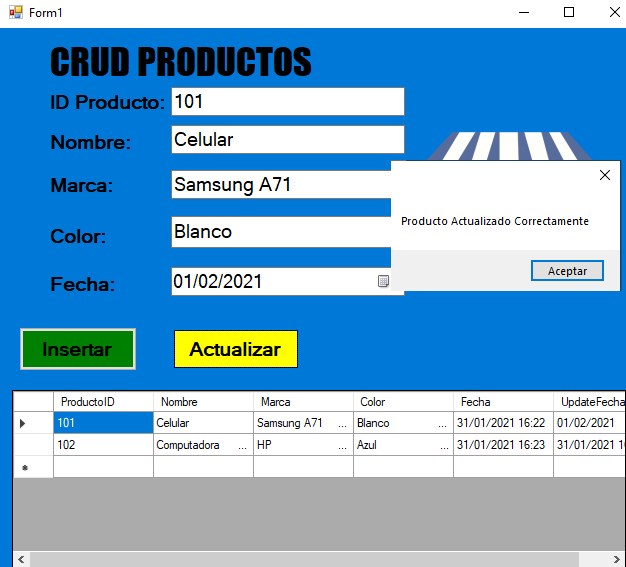 Form1
CRUD PRODUCTOS
ID Producto: 101
Nombre: Celular
Marca: Samsung A71
Producto Actualizado Correctamente
Color: Blanco
Aceptar
Fecha: 01/02/2021
Insertar Actualizar
ProductoID Nombre Marca Color Fecha UpdateFecha
101 Celular Samsung A71 ... Blanco ... 31/01/2021 16:22 01/02/2021
102 Computadora ... HP ... Azul ... 31/01/2021 16:23 31/01/2021 1